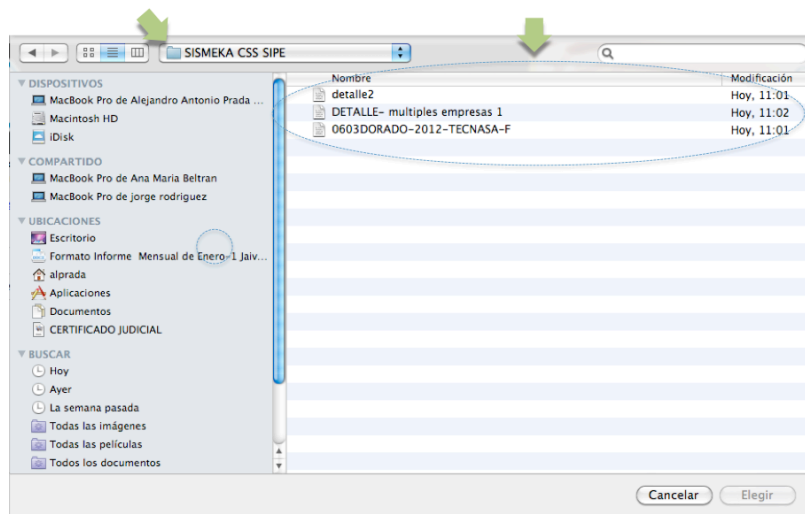 SISMEKA CSS SIPE
DISPOSITIVOS
MacBook Pro de Alejandro Antonio Prada ...
Macintosh HD
iDisk
COMPARTIDO
MacBook Pro de Ana Maria Beltran
MacBook Pro de jorge rodriguez
UBICACIONES
Escritorio
Formato Informe Mensual de Enero-1 Jaiv...
alprada
Aplicaciones
Documentos
CERTIFICADO JUDICIAL
BUSCAR
Hoy
Ayer
La semana pasada
Todas las imágenes
Todas las películas
Todos los documentos
Nombre Modificación
detalle2 Hoy, 11:01
DETALLE- multiples empresas 1 Hoy, 11:02
0603DORADO-2012-TECNASA-F Hoy, 11:01
Cancelar Elegir